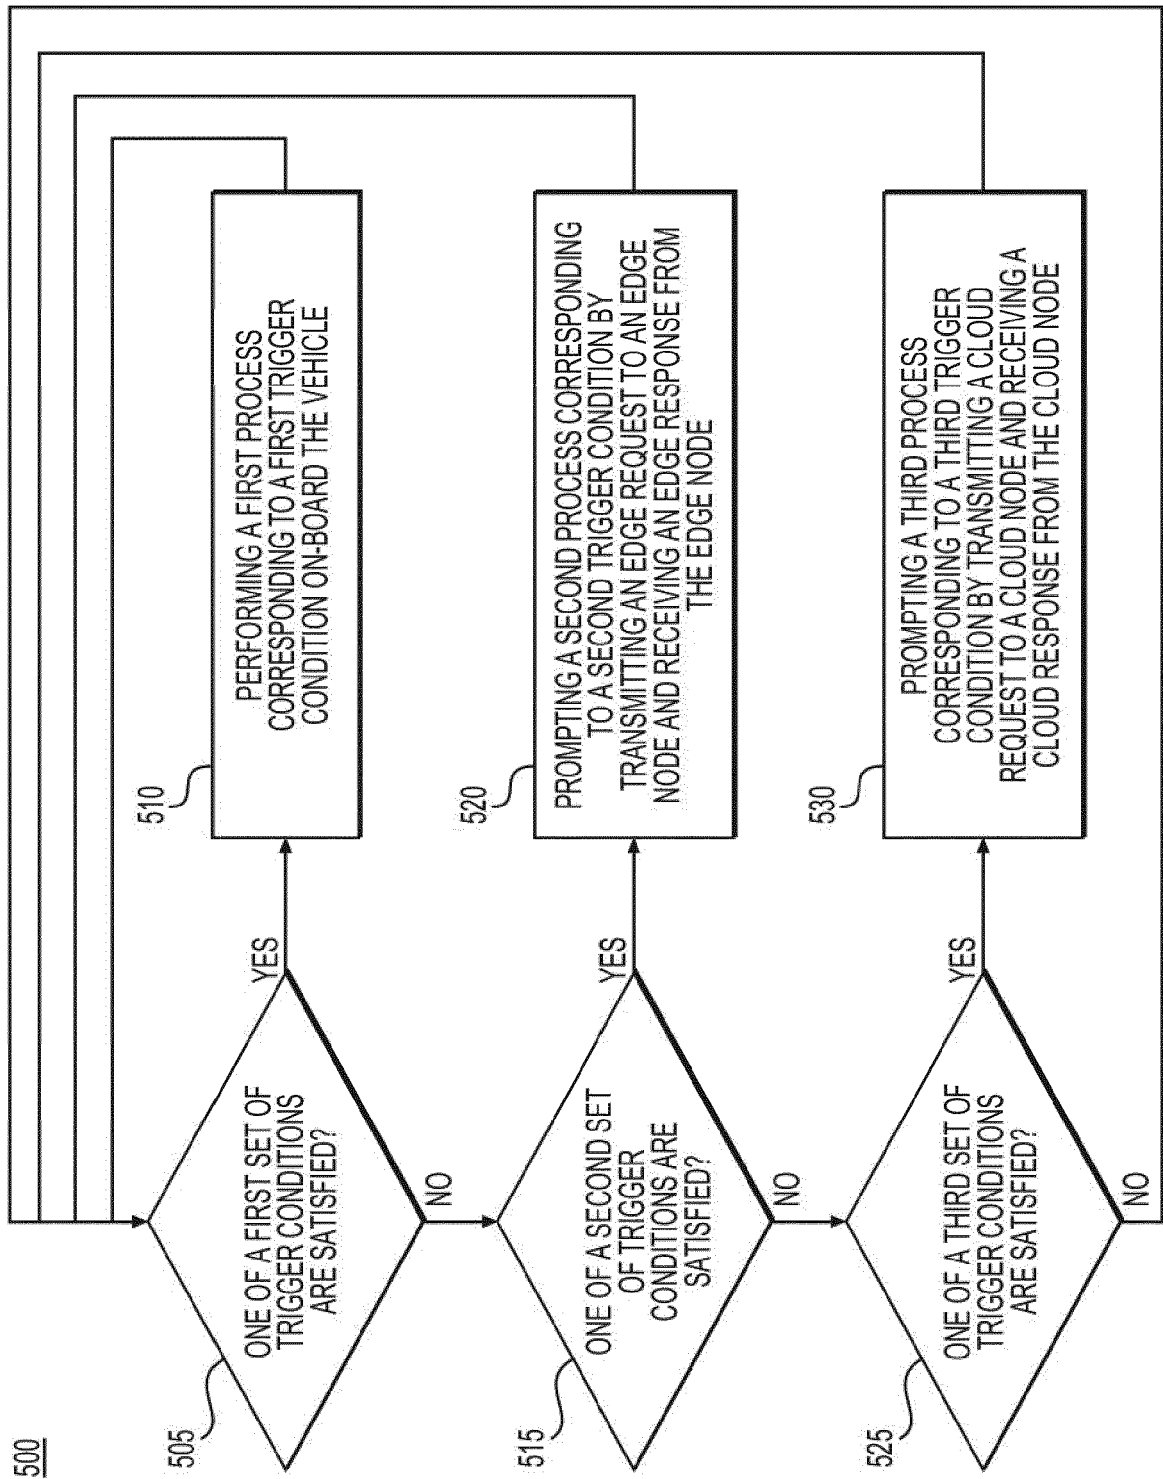 500
505
ONE OF A FIRST SET OF
TRIGGER CONDITIONS
ARE SATISFIED?
YES
NO
510
PERFORMING A FIRST PROCESS
CORRESPONDING TO A FIRST TRIGGER
CONDITION ON-BOARD THE VEHICLE
515
ONE OF A SECOND SET
OF TRIGGER
CONDITIONS ARE
SATISFIED?
YES
NO
520
PROMPTING A SECOND PROCESS CORRESPONDING
TO A SECOND TRIGGER CONDITION BY
TRANSMITTING AN EDGE REQUEST TO AN EDGE
NODE AND RECEIVING AN EDGE RESPONSE FROM
THE EDGE NODE
525
ONE OF A THIRD SET OF
TRIGGER CONDITIONS
ARE SATISFIED?
YES
NO
530
PROMPTING A THIRD PROCESS
CORRESPONDING TO A THIRD TRIGGER
CONDITION BY TRANSMITTING A CLOUD
REQUEST TO A CLOUD NODE AND RECEIVING A
CLOUD RESPONSE FROM THE CLOUD NODE